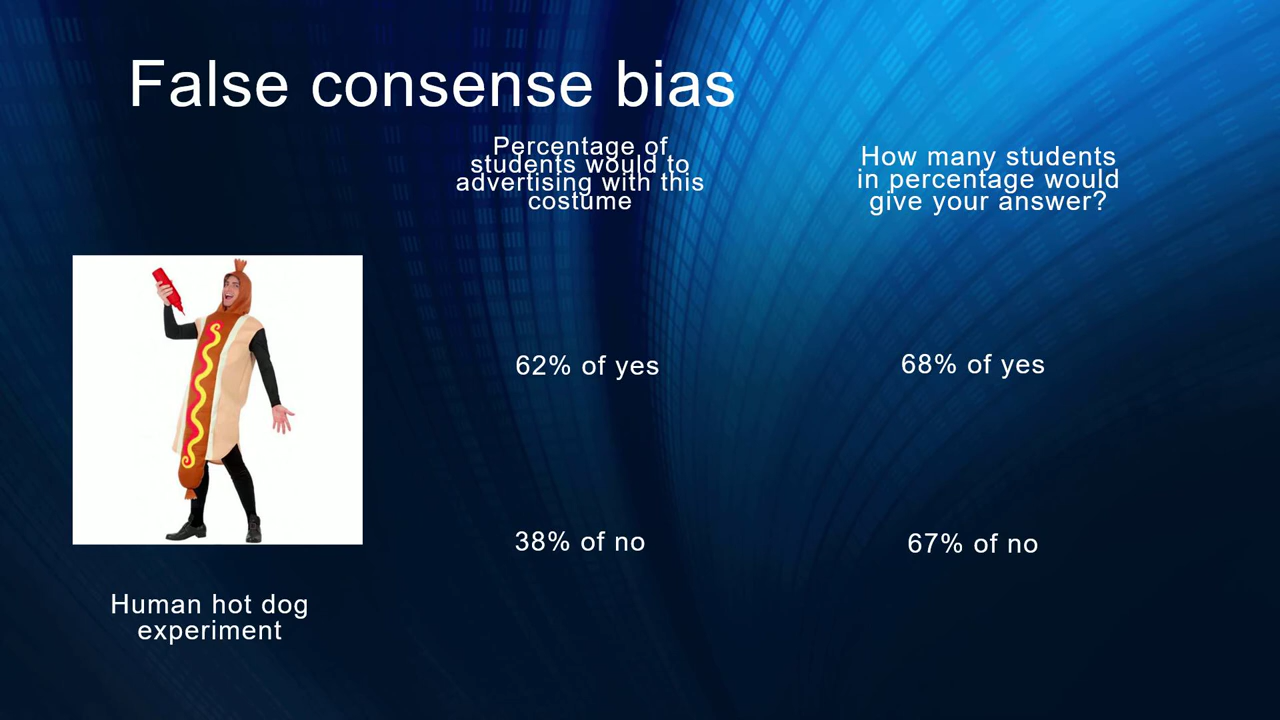 False consense bias
Percentage of
students would to
advertising with this
costume
How many students
in percentage would
give your answer?
62% of yes
68% of yes
38% of no
67% of no
Human hot dog
experiment